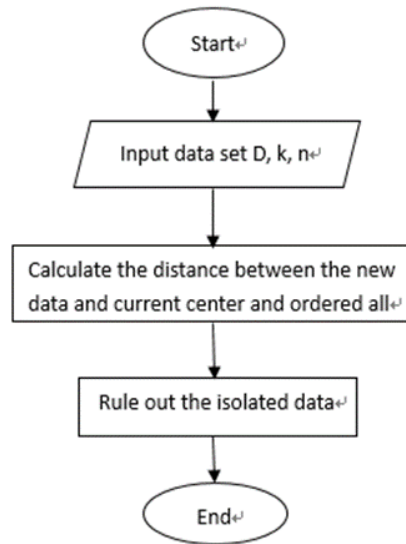 Start↵
Input data set D, k, n↵
Calculate the distance between the new
data and current center and ordered all↵
Rule out the isolated data↵
End↵